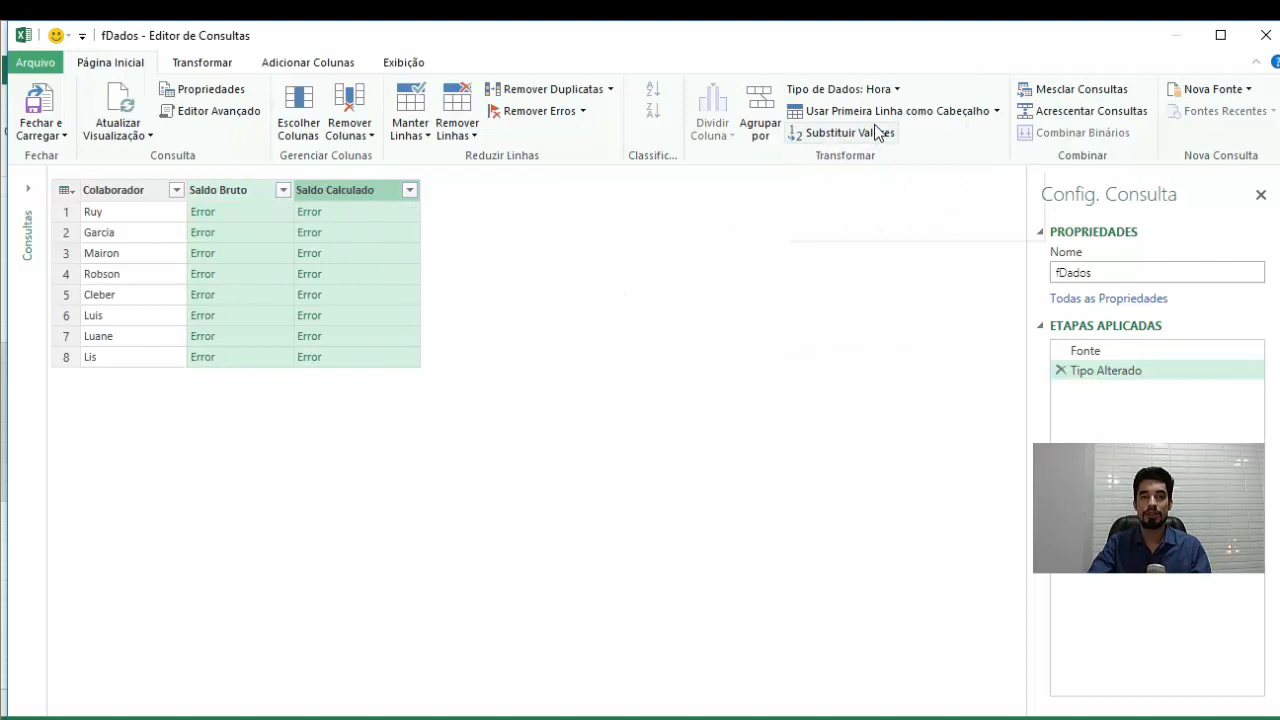 fDados - Editor de Consultas
Arquivo Página Inicial Transformar Adicionar Colunas Exibição
Fechar e Carregar
Fechar
Atualizar Visualização
Propriedades
Editor Avançado
Consulta
Escolher Colunas
Remover Colunas
Gerenciar Colunas
Manter Linhas
Remover Linhas
Remover Duplicatas
Remover Erros
Reduzir Linhas
Classific...
Dividir Coluna
Agrupar por
Tipo de Dados: Hora
Usar Primeira Linha como Cabeçalho
1 2 Substituir Valores
Transformar
Mesclar Consultas
Acrescentar Consultas
Combinar Binários
Combinar
Nova Fonte
Fontes Recentes
Nova Consulta
Consultas
Colaborador Saldo Bruto Saldo Calculado
1 Ruy Error Error
2 Garcia Error Error
3 Mairon Error Error
4 Robson Error Error
5 Cleber Error Error
6 Luis Error Error
7 Luane Error Error
8 Lis Error Error
Config. Consulta
PROPRIEDADES
Nome
fDados
Todas as Propriedades
ETAPAS APLICADAS
Fonte
Tipo Alterado